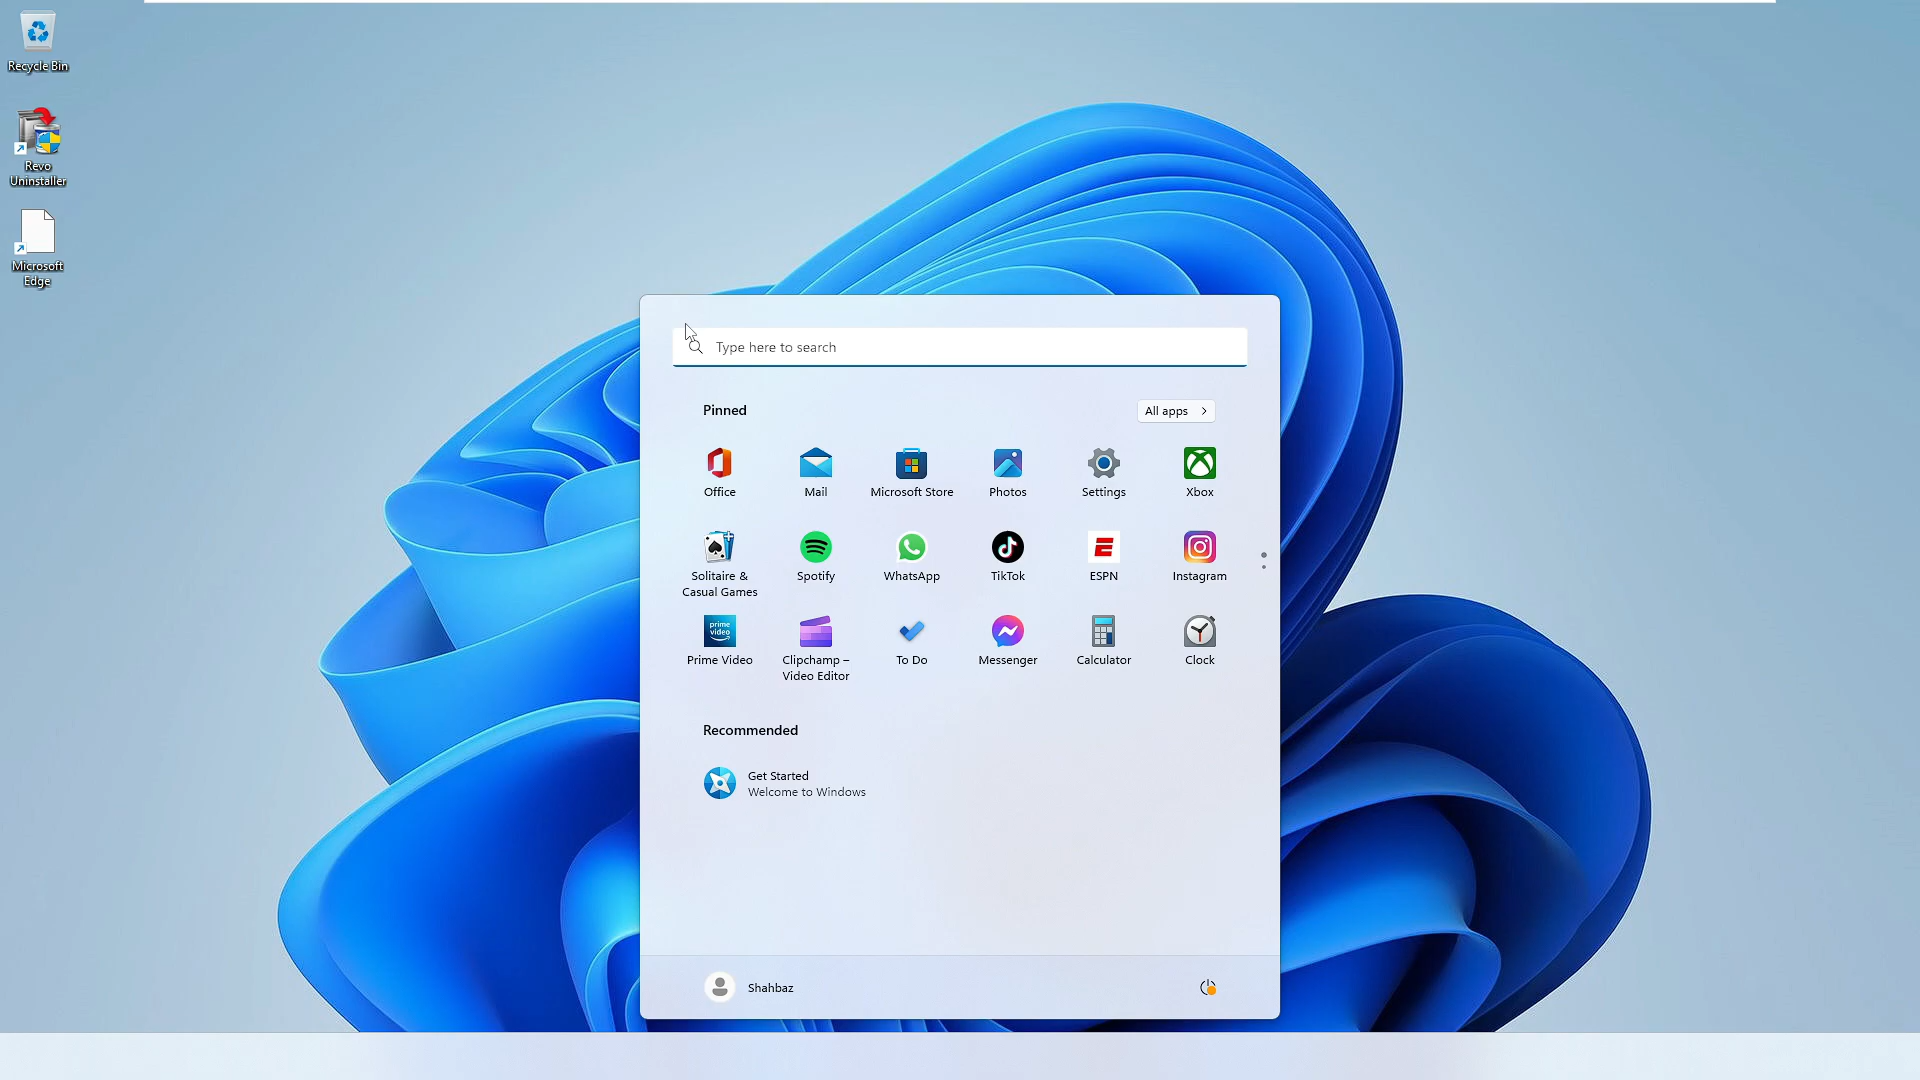 Recycle Bin
Revo
Uninstaller
Microsoft
Edge
Type here to search
Pinned
All apps
Office
Mail
Microsoft Store
Photos
Settings
Xbox
Solitaire &
Casual Games
Spotify
WhatsApp
TikTok
ESPN
Instagram
prime
video
Prime Video
Clipchamp –
Video Editor
To Do
Messenger
Calculator
Clock
Recommended
Get Started
Welcome to Windows
Shahbaz